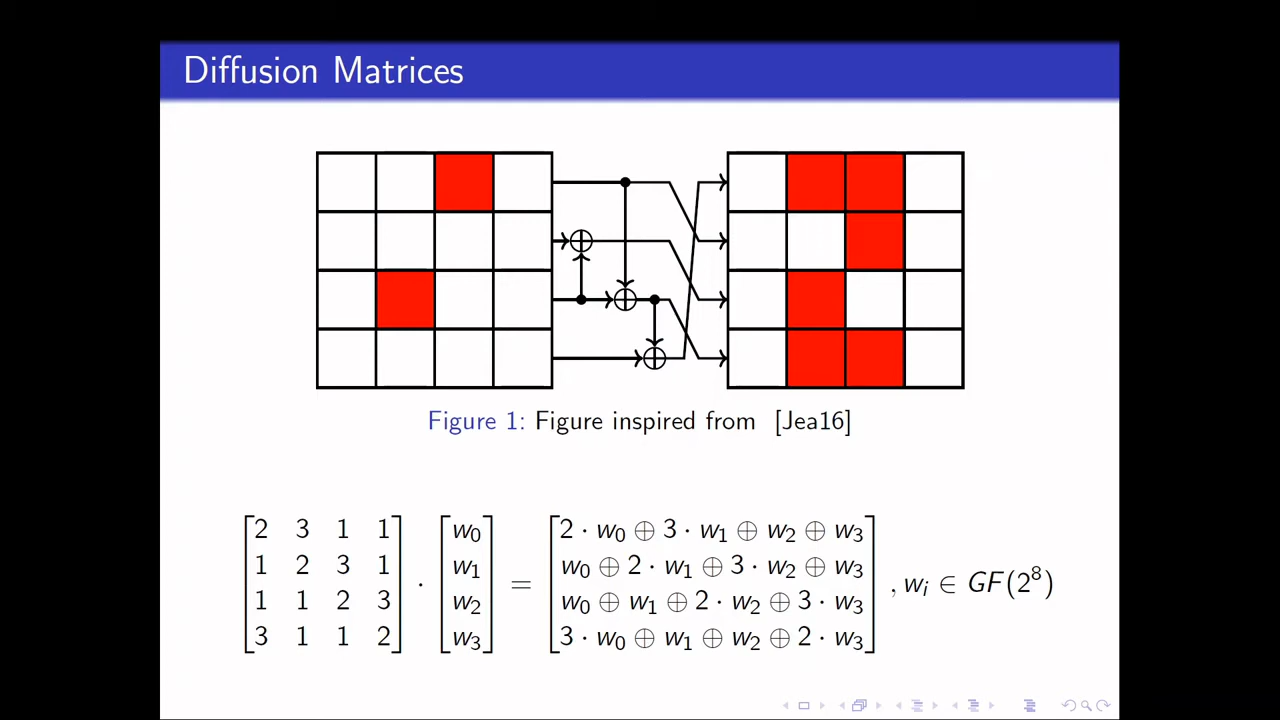 Diffusion Matrices
Figure 1: Figure inspired from [Jea16]
[2 3 1 1] [w₀] [2 · w₀ ⊕ 3 · w₁ ⊕ w₂ ⊕ w₃]
[1 2 3 1] [w₁] [w₀ ⊕ 2 · w₁ ⊕ 3 · w₂ ⊕ w₃]
· = , wᵢ ∈ GF(2⁸)
[1 1 2 3] [w₂] [w₀ ⊕ w₁ ⊕ 2 · w₂ ⊕ 3 · w₃]
[3 1 1 2] [w₃] [3 · w₀ ⊕ w₁ ⊕ w₂ ⊕ 2 · w₃]